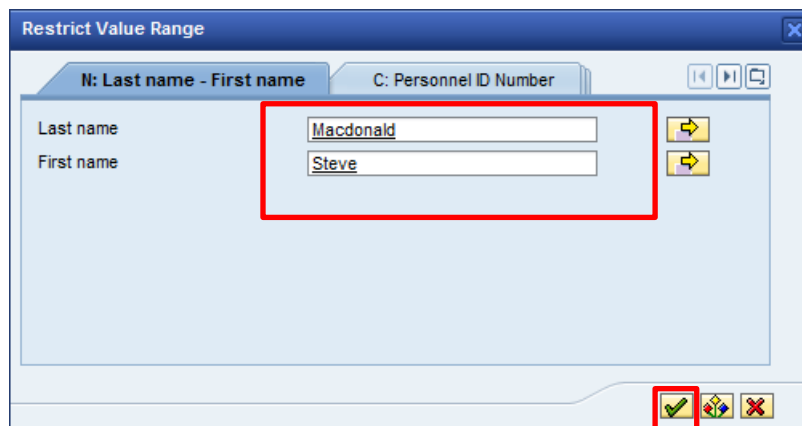 Restrict Value Range
N: Last name - First name
C: Personnel ID Number
Last name Macdonald
First name Steve